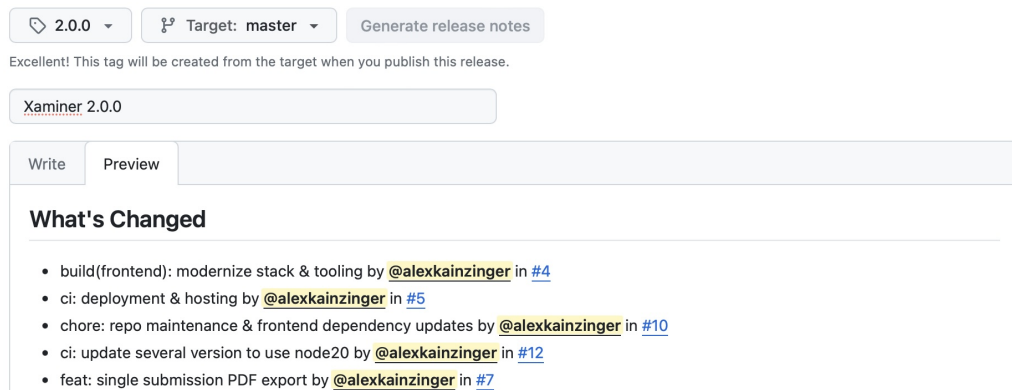 2.0.0 Target: master Generate release notes
Excellent! This tag will be created from the target when you publish this release.
Xaminer 2.0.0
Write Preview
What's Changed
build(frontend): modernize stack & tooling by @alexkainzinger in #4
ci: deployment & hosting by @alexkainzinger in #5
chore: repo maintenance & frontend dependency updates by @alexkainzinger in #10
ci: update several version to use node20 by @alexkainzinger in #12
feat: single submission PDF export by @alexkainzinger in #7